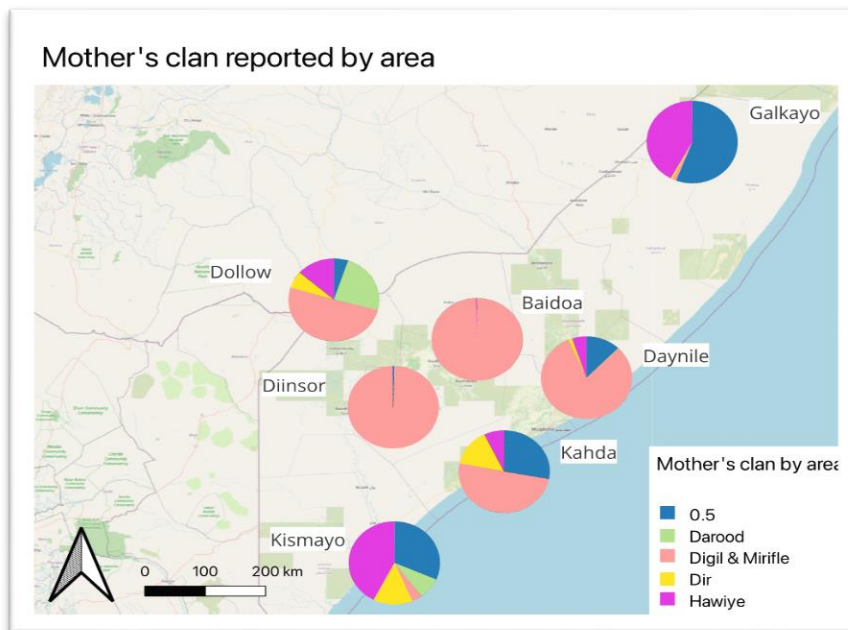 Mother's clan reported by area
Galkayo
Dollow
Baidoa
Daynile
Diinsor
Kahda
Kismayo
0 100 200 km
Mother's clan by area
0.5
Darood
Digil & Mirifle
Dir
Hawiye